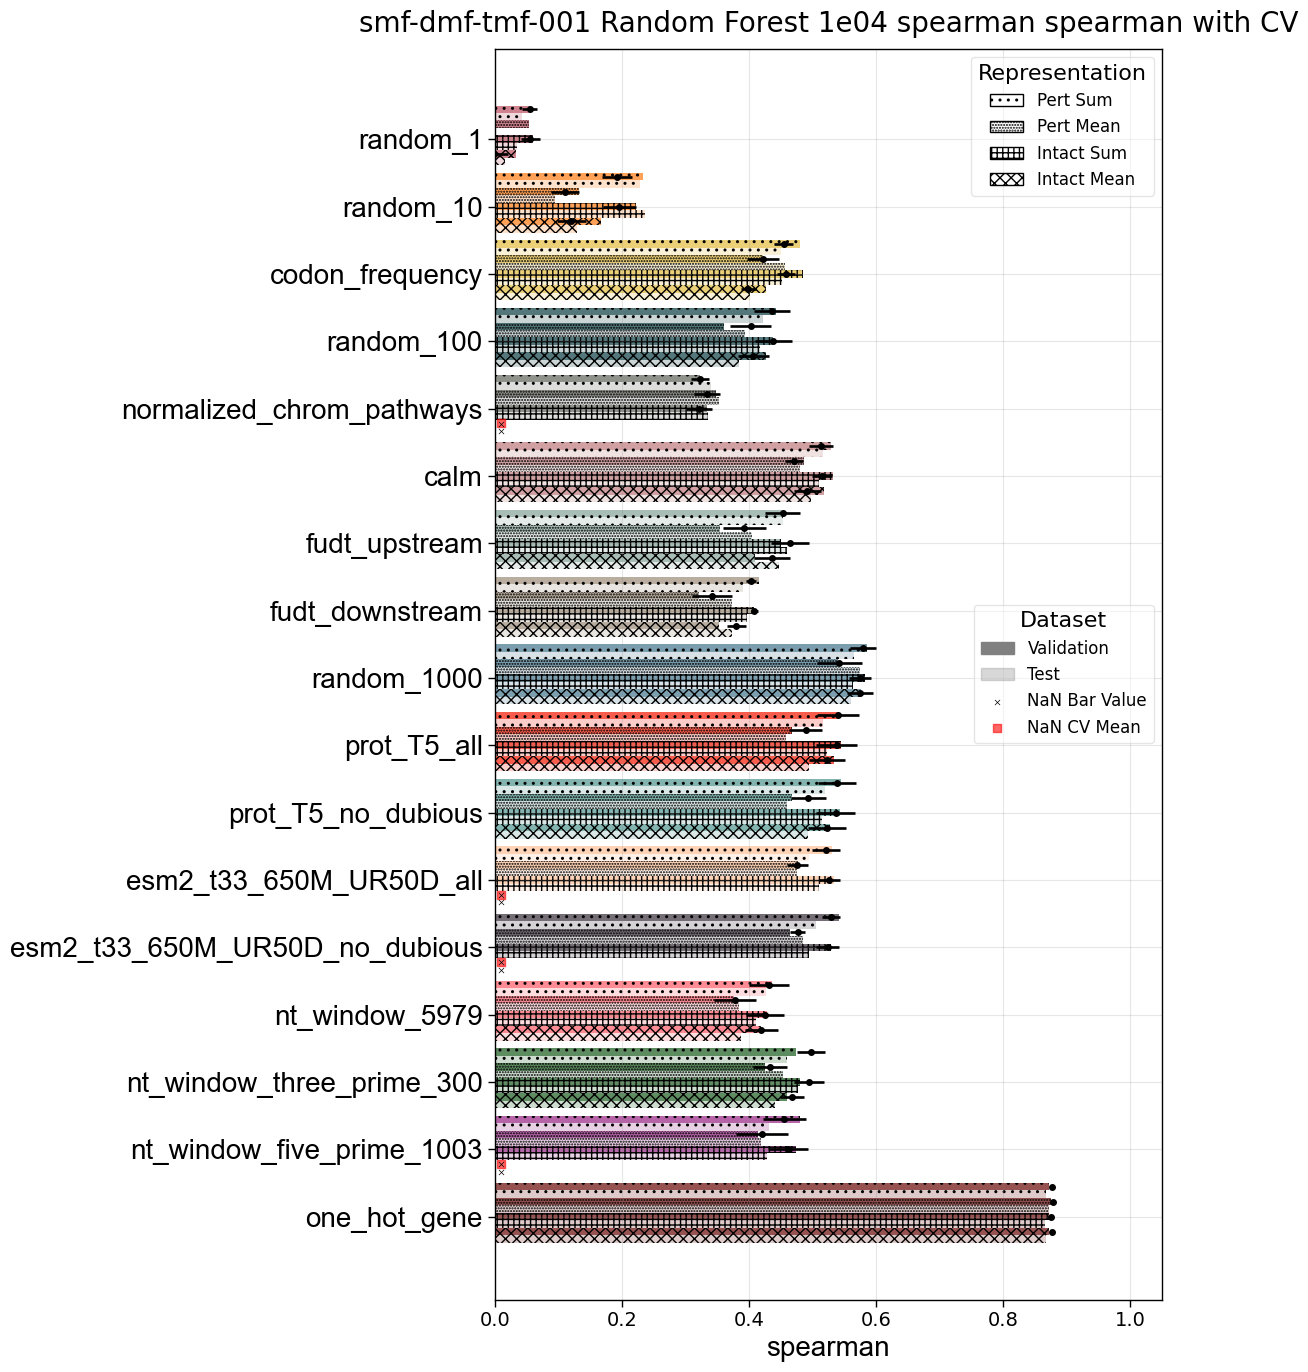 smf-dmf-tmf-001 Random Forest 1e04 spearman spearman with CV
Representation
Pert Sum
Pert Mean
Intact Sum
Intact Mean
random_1
random_10
codon_frequency
random_100
normalized_chrom_pathways
calm
fudt_upstream
fudt_downstream
random_1000
prot_T5_all
prot_T5_no_dubious
esm2_t33_650M_UR50D_all
esm2_t33_650M_UR50D_no_dubious
nt_window_5979
nt_window_three_prime_300
nt_window_five_prime_1003
one_hot_gene
Dataset
Validation
Test
NaN Bar Value
NaN CV Mean
0.0 0.2 0.4 0.6 0.8 1.0
spearman